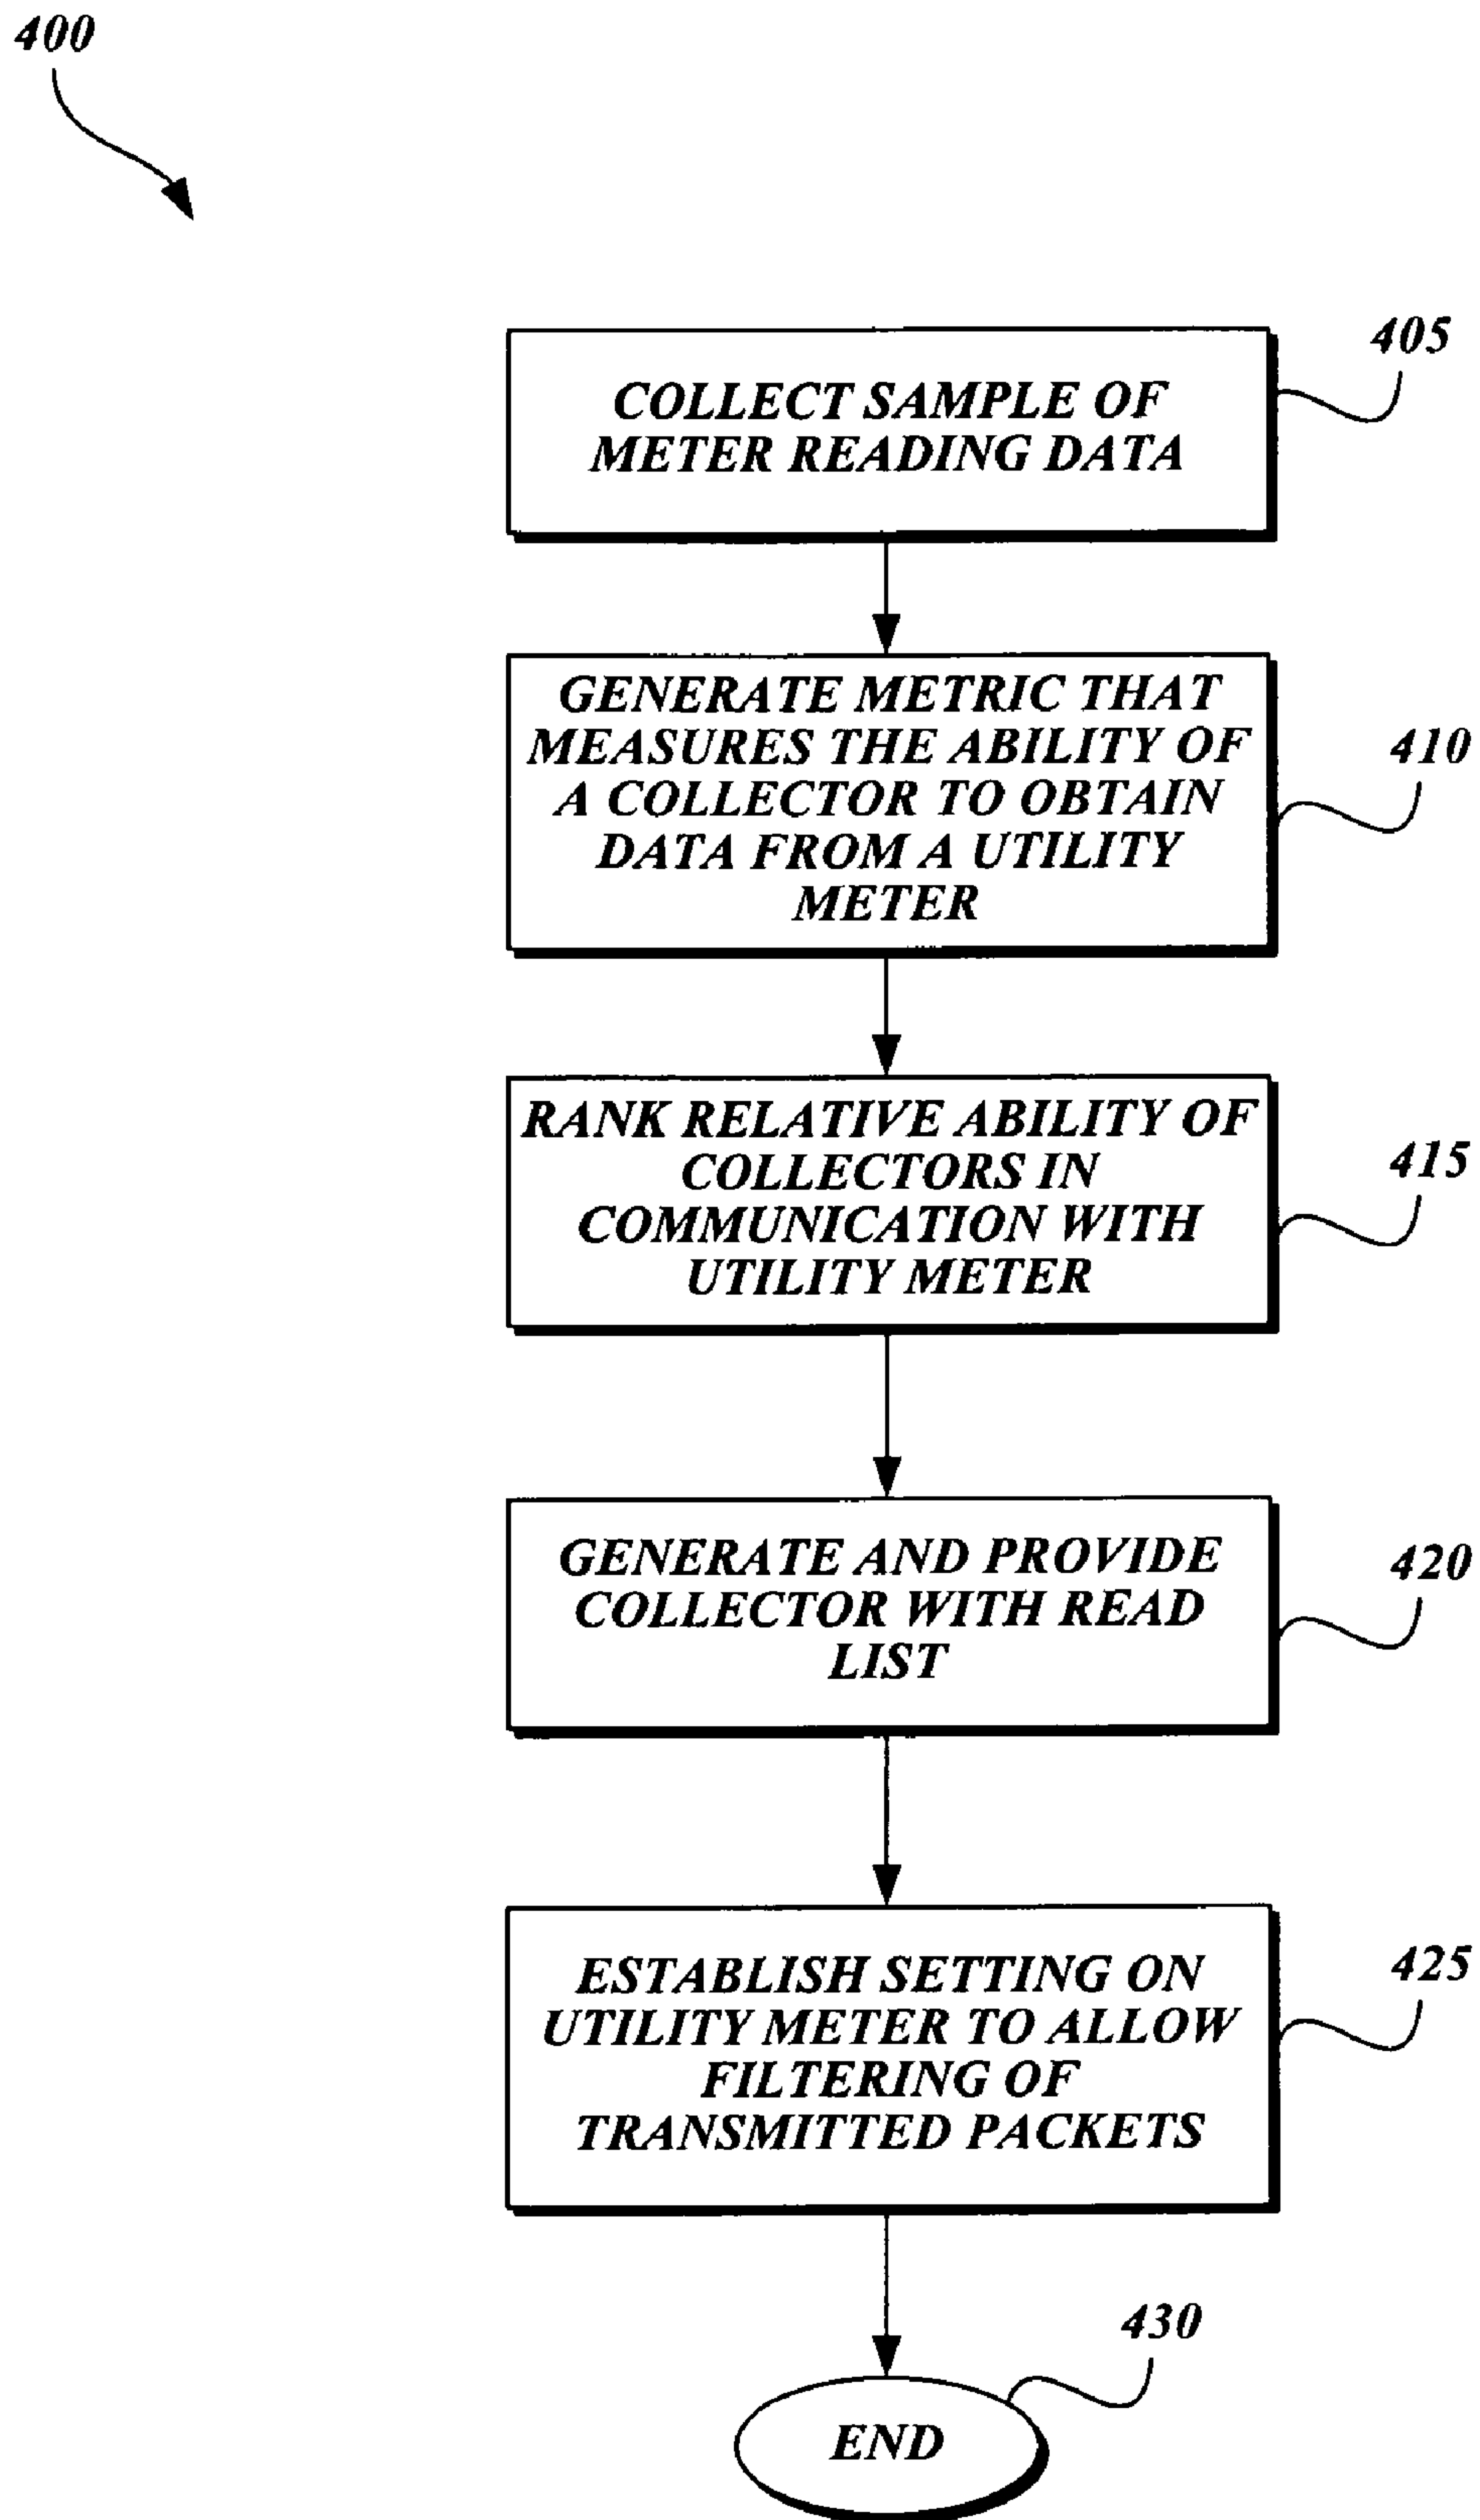 400
405
COLLECT SAMPLE OF
METER READING DATA
GENERATE METRIC THAT
MEASURES THE ABILITY OF
A COLLECTOR TO OBTAIN
DATA FROM A UTILITY
METER
410
RANK RELATIVE ABILITY OF
COLLECTORS IN
COMMUNICATION WITH
UTILITY METER
415
GENERATE AND PROVIDE
COLLECTOR WITH READ
LIST
420
ESTABLISH SETTING ON
UTILITY METER TO ALLOW
FILTERING OF
TRANSMITTED PACKETS
425
430
END